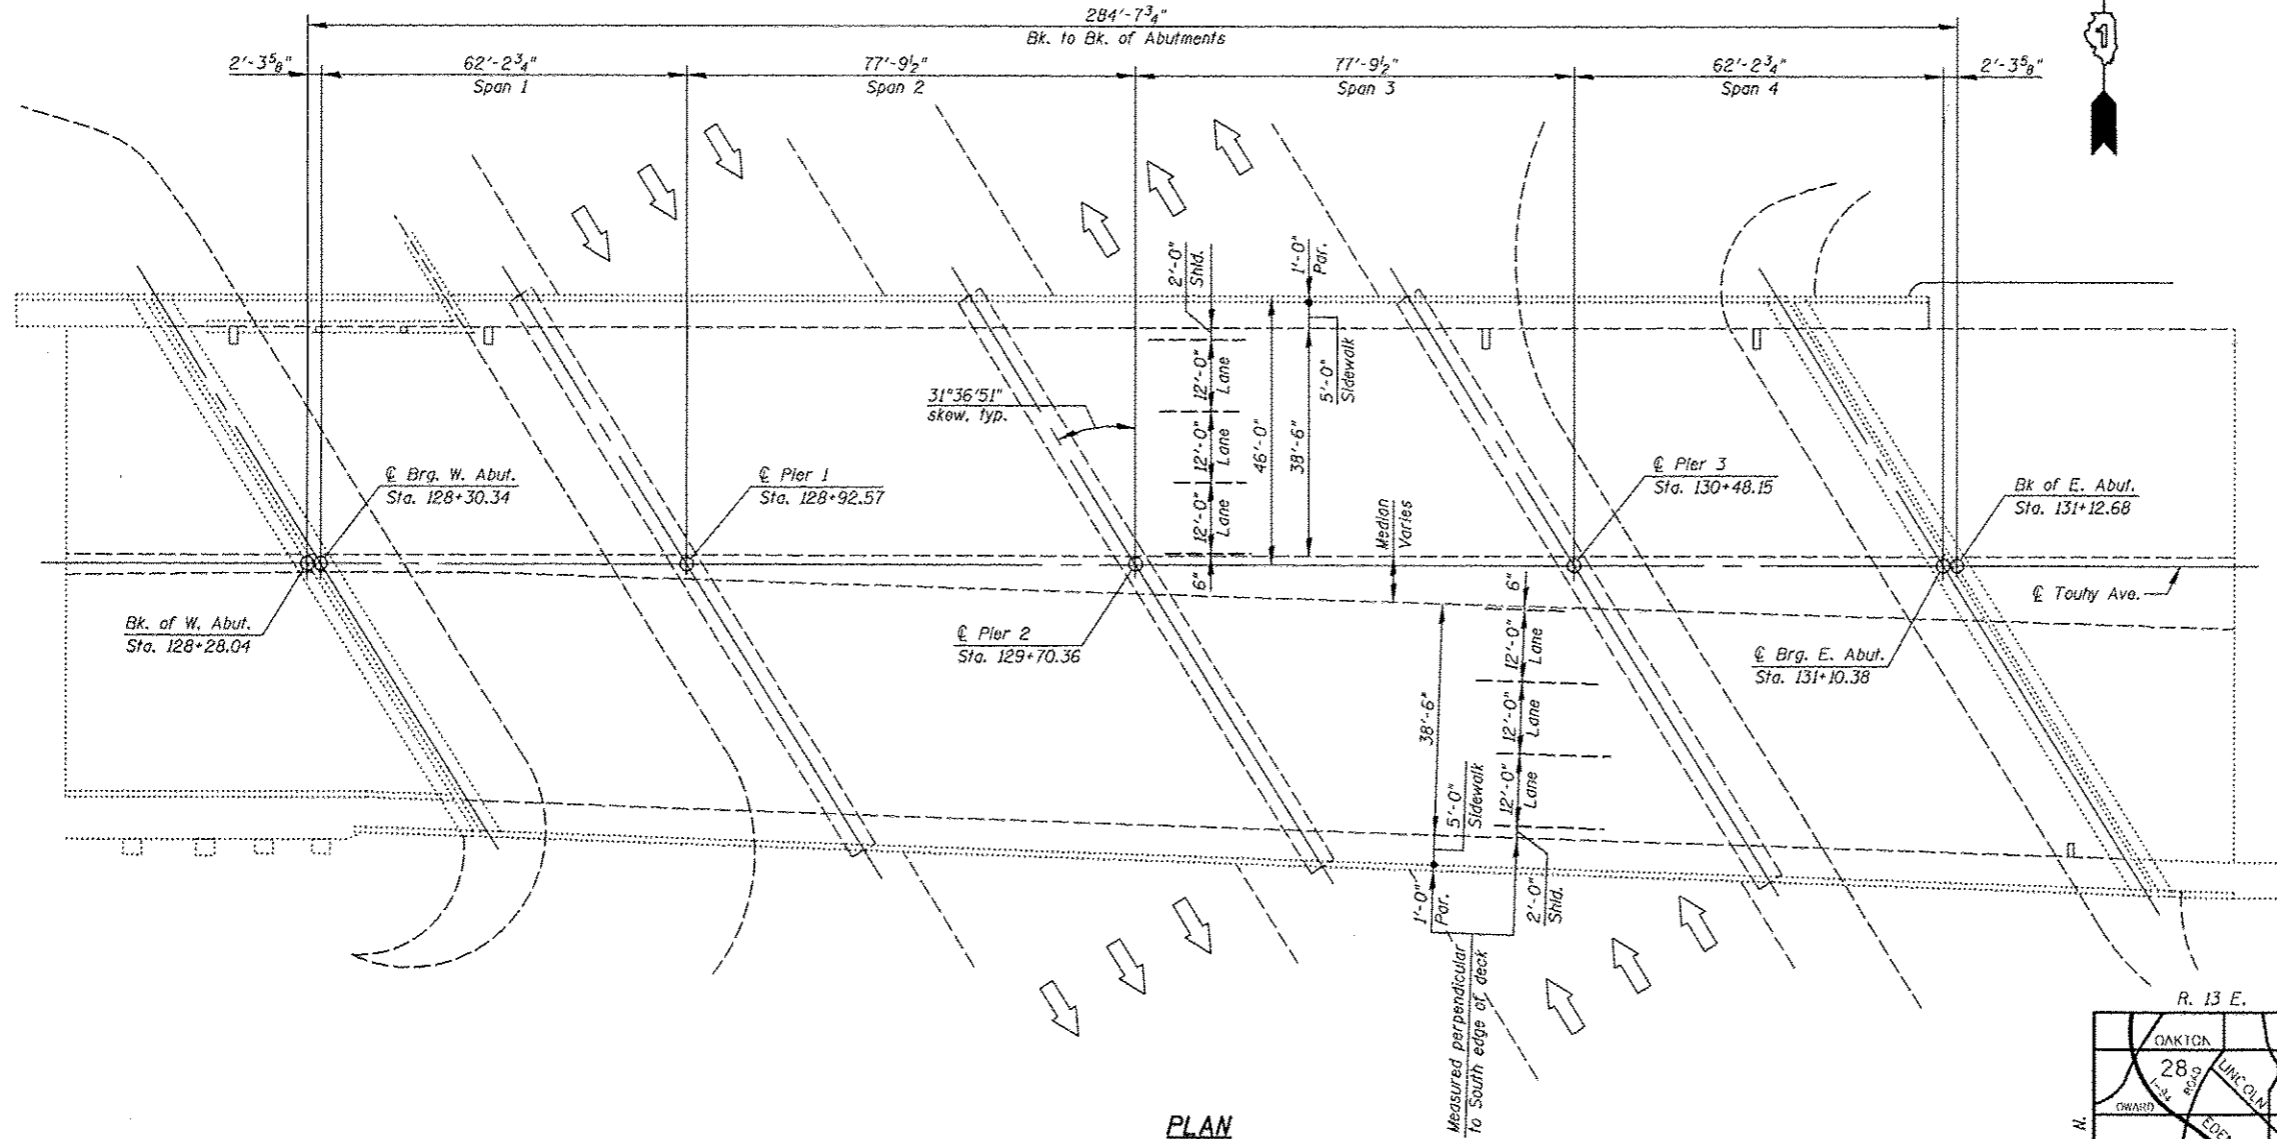 284'-7¾"
Bk. to Bk. of Abutments
2'-3⅝"
62'-2¾"
Span 1
77'-9½"
Span 2
77'-9½"
Span 3
62'-2¾"
Span 4
2'-3⅝"
1
2'-0"
Shld.
1'-0"
Par.
12'-0"
Lane
12'-0"
Lane
12'-0"
Lane
46'-0"
38'-6"
5'-0"
Sidewalk
6"
31°36'51"
skew, typ.
℄ Brg. W. Abut.
Sta. 128+30.34
℄ Pier 1
Sta. 128+92.57
℄ Pier 3
Sta. 130+48.15
Bk of E. Abut.
Sta. 131+12.68
Median
Varies
Bk. of W. Abut.
Sta. 128+28.04
℄ Pier 2
Sta. 129+70.36
℄ Touhy Ave.
℄ Brg. E. Abut.
Sta. 131+10.38
6"
12'-0"
Lane
12'-0"
Lane
12'-0"
Lane
38'-6"
5'-0"
Sidewalk
1'-0"
Par.
2'-0"
Shld.
Measured perpendicular
to South edge of deck
PLAN
R. 13 E.
OAKTON
28
I-94
ROAD
LINCOLN
OWARD
EDEN
N.